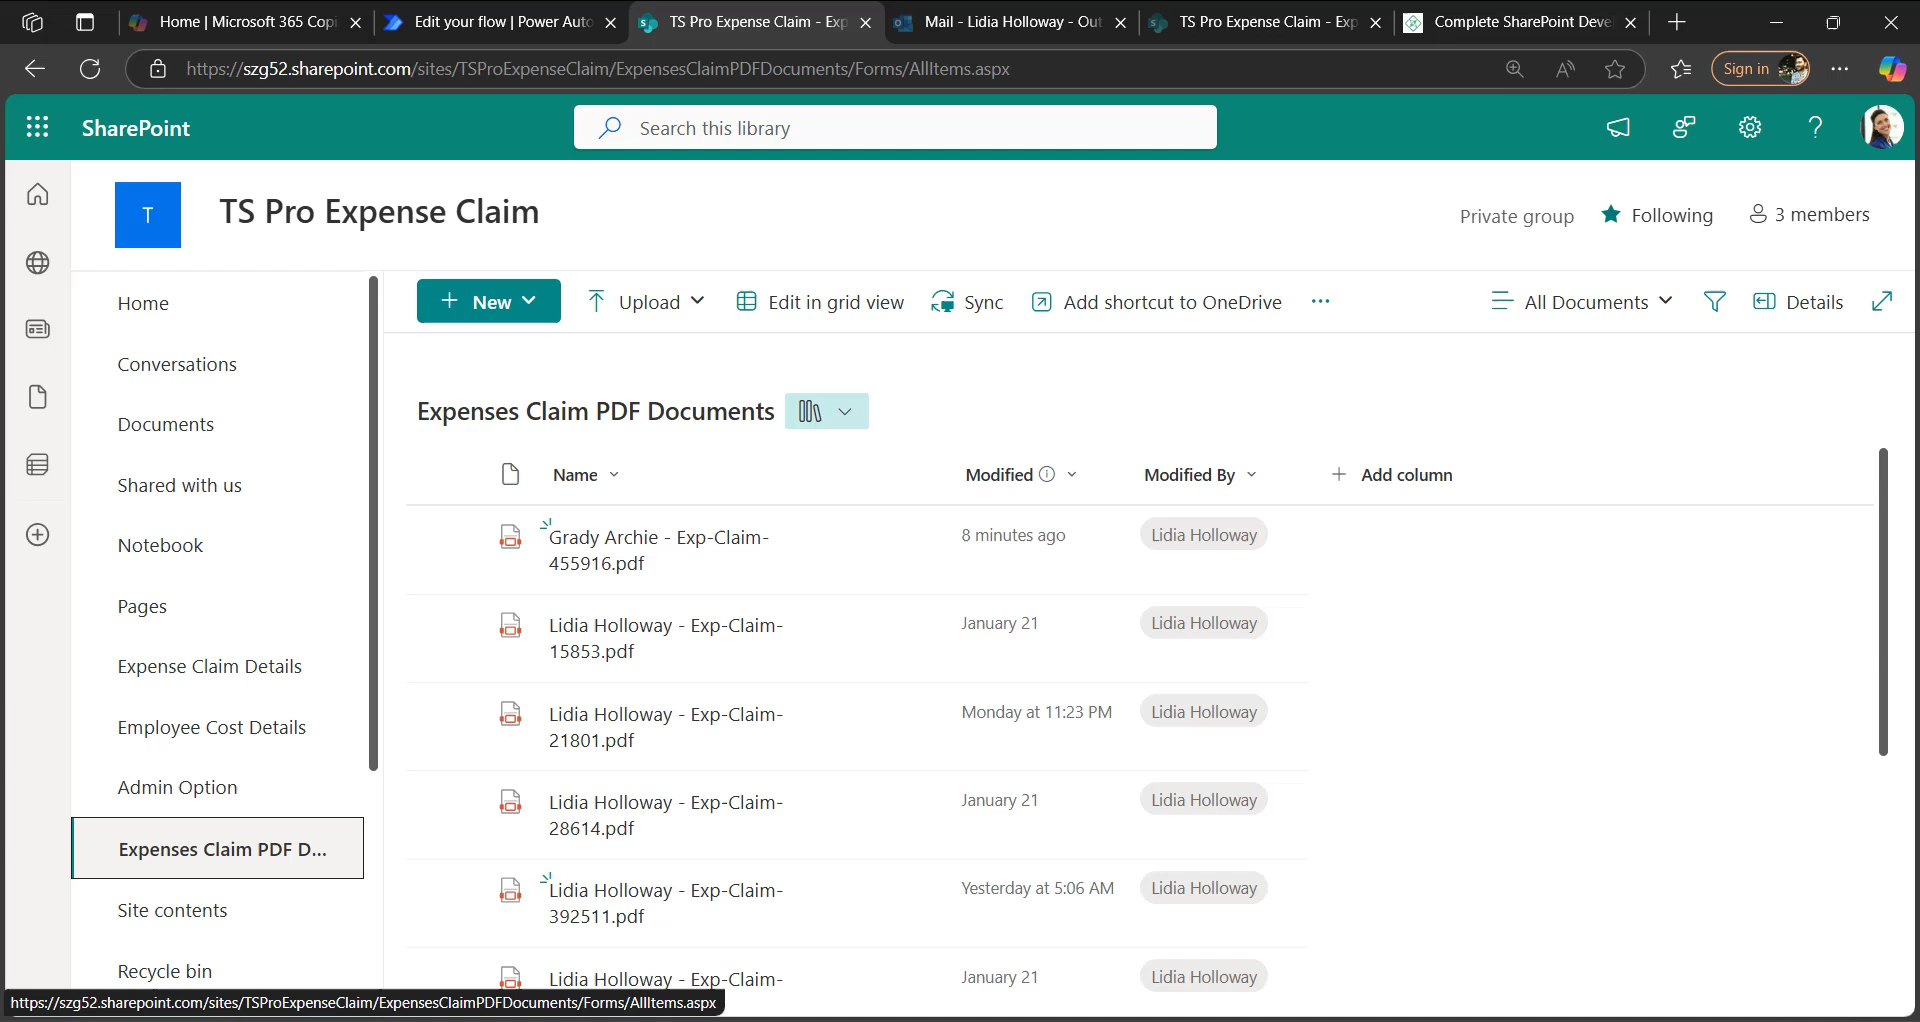 Home | Microsoft 365 Copi
Edit your flow | Power Auto
TS Pro Expense Claim - Exp
Mail - Lidia Holloway - Out
TS Pro Expense Claim - Exp
Complete SharePoint Deve
https://szg52.sharepoint.com/sites/TSProExpenseClaim/ExpensesClaimPDFDocuments/Forms/AllItems.aspx
Sign in
SharePoint
Search this library
T
TS Pro Expense Claim
Private group
Following
3 members
Home
Conversations
Documents
Shared with us
Notebook
Pages
Expense Claim Details
Employee Cost Details
Admin Option
Expenses Claim PDF D...
Site contents
Recycle bin
New
Upload
Edit in grid view
Sync
Add shortcut to OneDrive
All Documents
Details
Expenses Claim PDF Documents
Name
Modified
Modified By
Add column
Grady Archie - Exp-Claim-
455916.pdf
8 minutes ago
Lidia Holloway
Lidia Holloway - Exp-Claim-
15853.pdf
January 21
Lidia Holloway
Lidia Holloway - Exp-Claim-
21801.pdf
Monday at 11:23 PM
Lidia Holloway
Lidia Holloway - Exp-Claim-
28614.pdf
January 21
Lidia Holloway
Lidia Holloway - Exp-Claim-
392511.pdf
Yesterday at 5:06 AM
Lidia Holloway
Lidia Holloway - Exp-Claim-
January 21
Lidia Holloway
https://szg52.sharepoint.com/sites/TSProExpenseClaim/ExpensesClaimPDFDocuments/Forms/AllItems.aspx